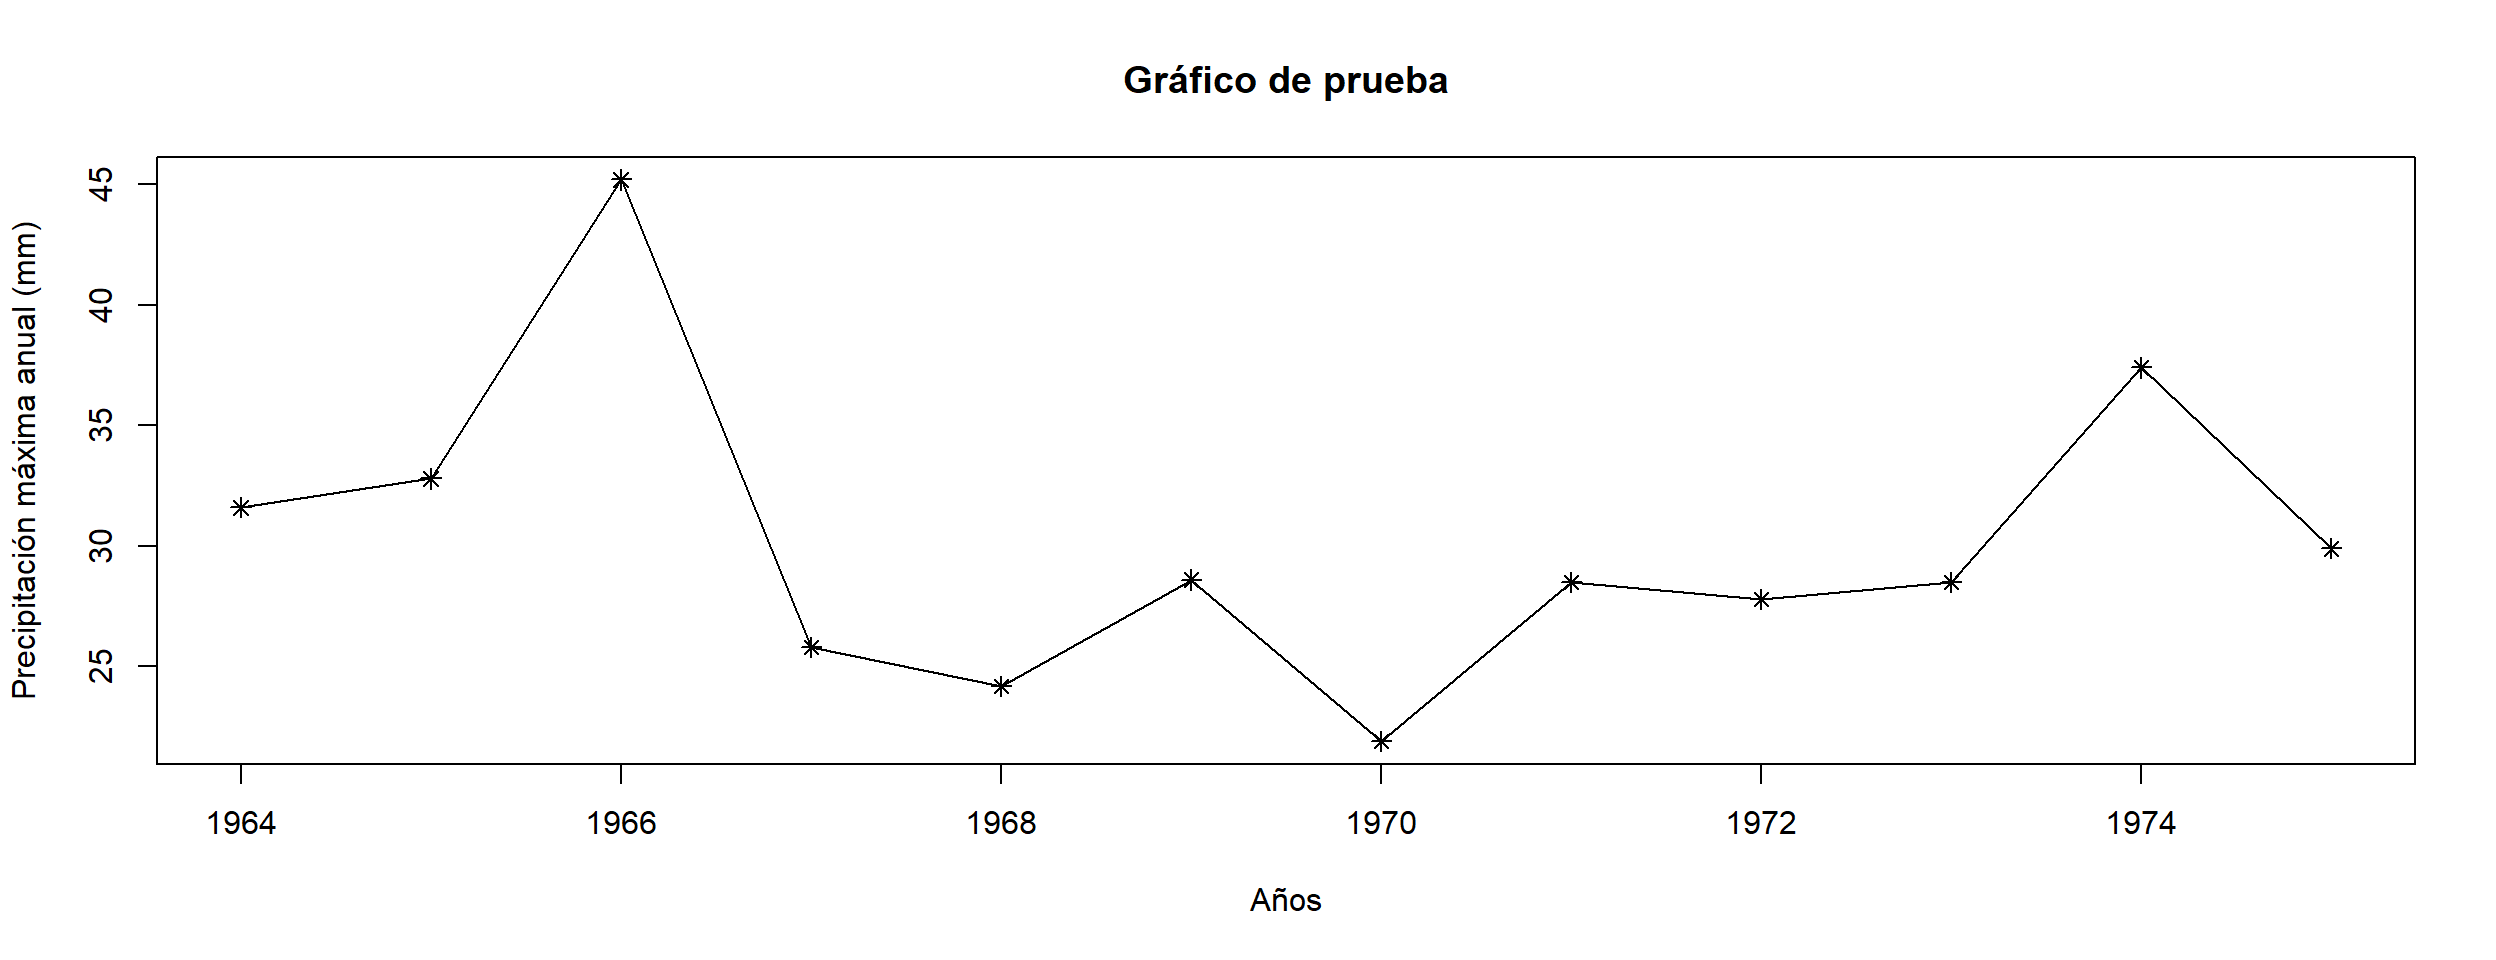 Gráfico de prueba
Precipitación máxima anual (mm)
45
40
35
30
25
1964 1966 1968 1970 1972 1974
Años